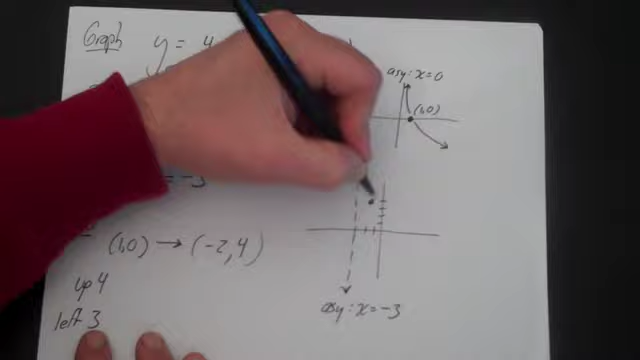 Graph y = 4
asy: x=0
(1,0)
= -3
(1,0) → (-2,4)
up 4
left 3
asy: x=-3